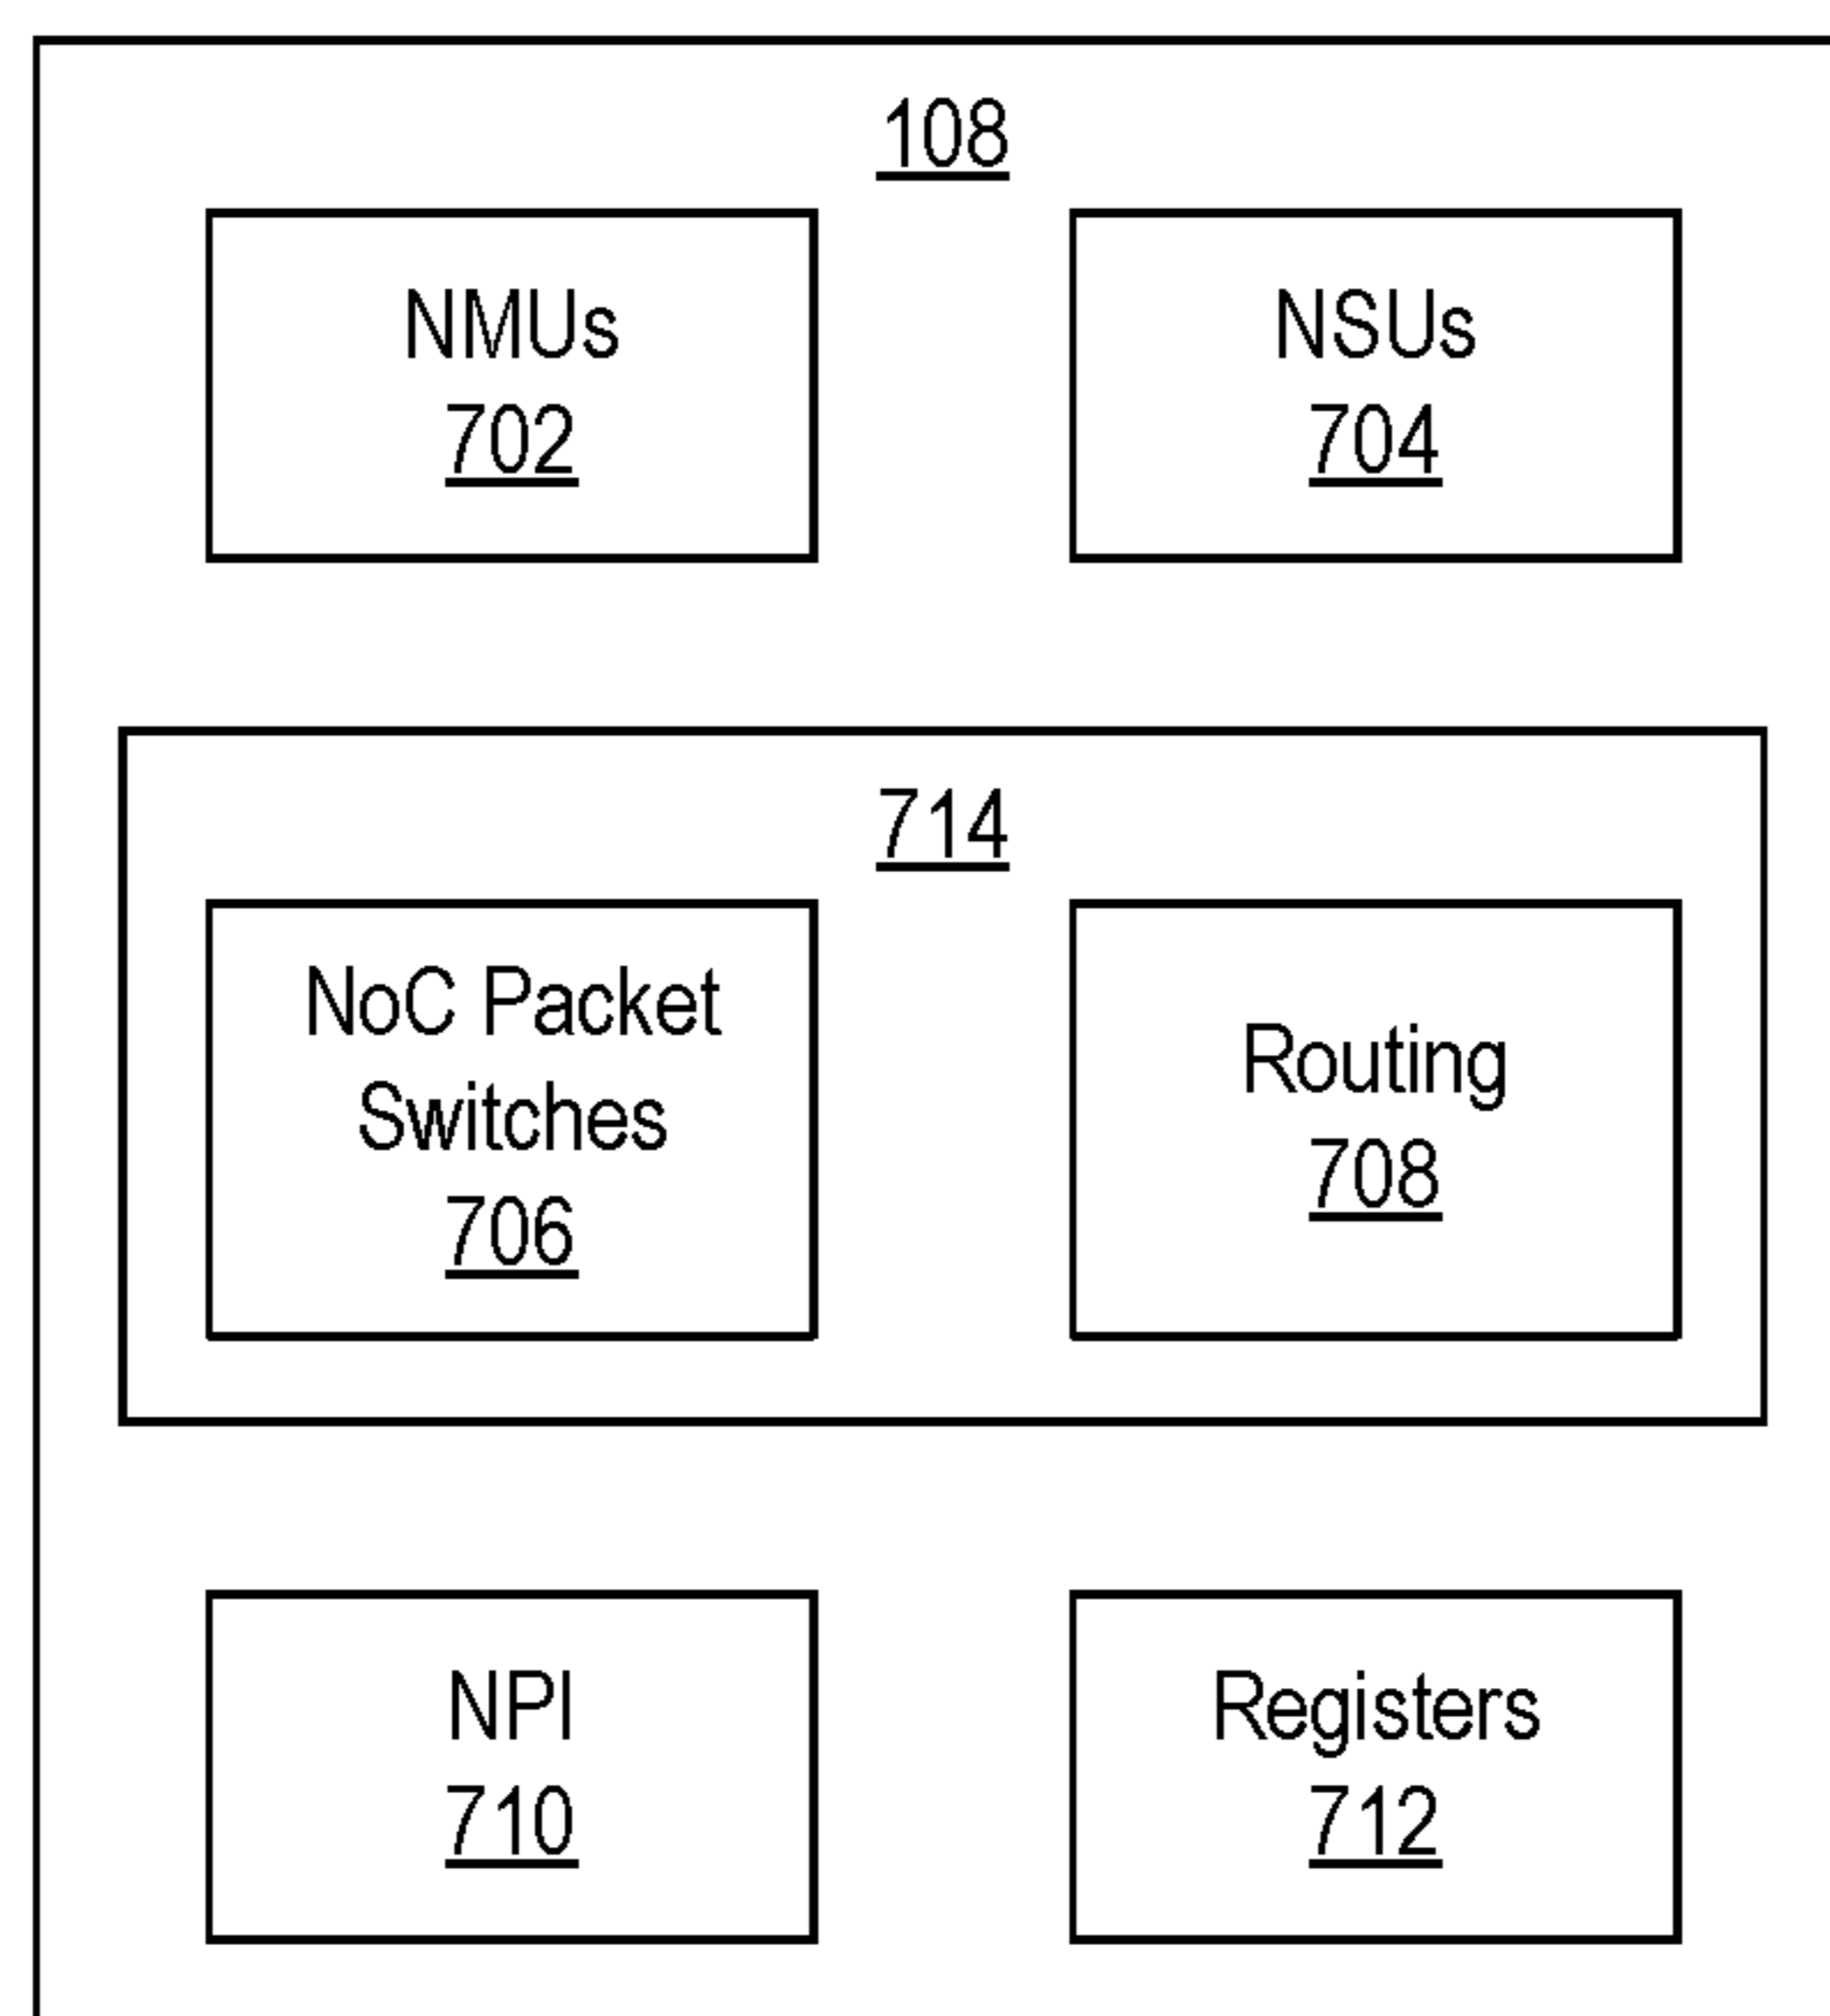 108
NMUs
702
NSUs
704
714
NoC Packet
Switches
706
Routing
708
NPI
710
Registers
712